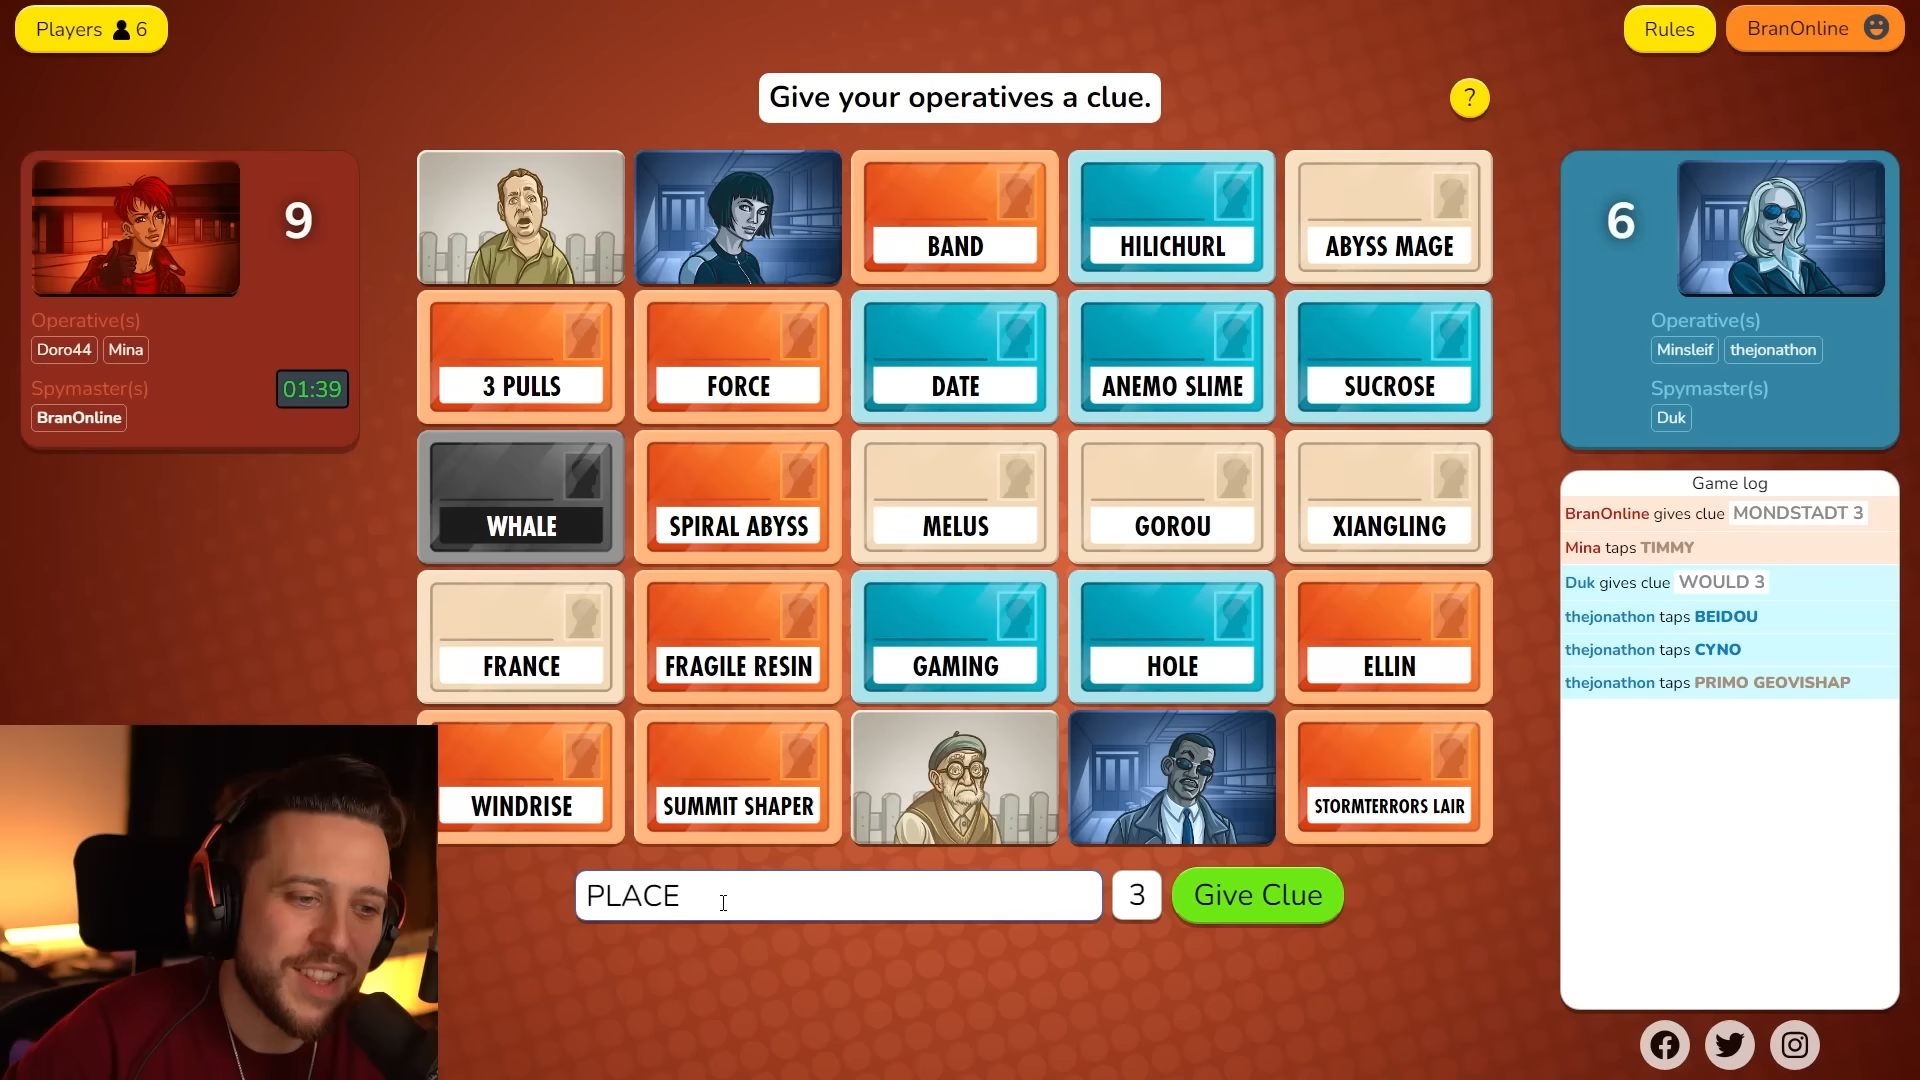 Players 6
Rules
BranOnline
Give your operatives a clue.
?
9
Operative(s)
Doro44 Mina
Spymaster(s)
BranOnline
01:39
BAND
HILICHURL
ABYSS MAGE
3 PULLS
FORCE
DATE
ANEMO SLIME
SUCROSE
WHALE
SPIRAL ABYSS
MELUS
GOROU
XIANGLING
FRANCE
FRAGILE RESIN
GAMING
HOLE
ELLIN
WINDRISE
SUMMIT SHAPER
STORMTERRORS LAIR
PLACE
3
Give Clue
6
Operative(s)
Minsleif thejonathon
Spymaster(s)
Duk
Game log
BranOnline gives clue MONDSTADT 3
Mina taps TIMMY
Duk gives clue WOULD 3
thejonathon taps BEIDOU
thejonathon taps CYNO
thejonathon taps PRIMO GEOVISHAP